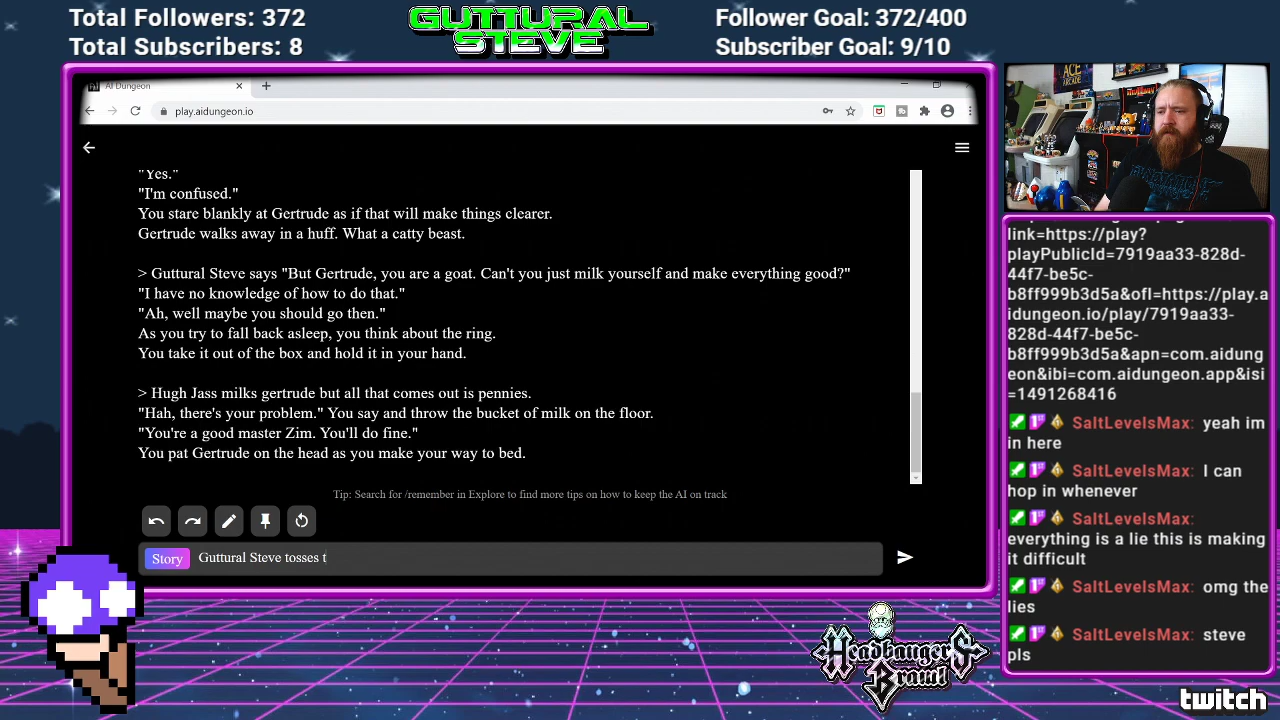 Total Followers: 372
Total Subscribers: 8
GUTTURAL
STEVE
Follower Goal: 372/400
Subscriber Goal: 9/10
AI Dungeon
play.aidungeon.io
"Yes."
"I'm confused."
You stare blankly at Gertrude as if that will make things clearer.
Gertrude walks away in a huff. What a catty beast.
> Guttural Steve says "But Gertrude, you are a goat. Can't you just milk yourself and make everything good?"
"I have no knowledge of how to do that."
"Ah, well maybe you should go then."
As you try to fall back asleep, you think about the ring.
You take it out of the box and hold it in your hand.
> Hugh Jass milks gertrude but all that comes out is pennies.
"Hah, there's your problem." You say and throw the bucket of milk on the floor.
"You're a good master Zim. You'll do fine."
You pat Gertrude on the head as you make your way to bed.
Tip: Search for /remember in Explore to find more tips on how to keep the AI on track
Story Guttural Steve tosses t
ACE
ARCADE
link=https://play?
playPublicId=7919aa33-828d-
44f7-be5c-
b8ff999b3d5a&ofl=https://play.a
idungeon.io/play/7919aa33-
828d-44f7-be5c-
b8ff999b3d5a&apn=com.aidung
eon&ibi=com.aidungeon.app&isi
=1491268416
SaltLevelsMax: yeah im
in here
SaltLevelsMax: I can
hop in whenever
SaltLevelsMax:
everything is a lie this is making
it difficult
SaltLevelsMax: omg the
lies
SaltLevelsMax: steve
pls
Headbangers
Brawl
twitch